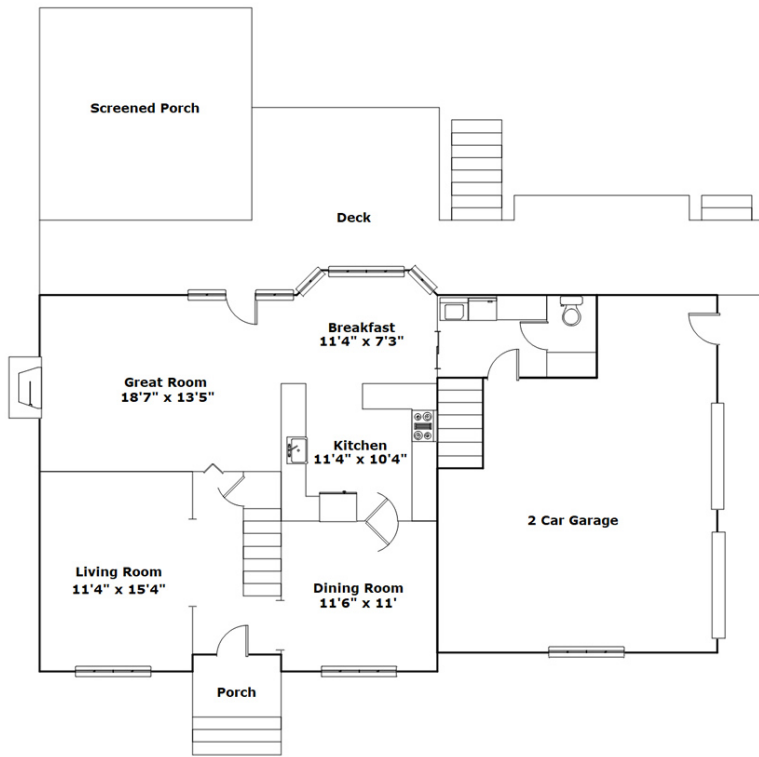 Screened Porch
Deck
Breakfast
11'4" x 7'3"
Great Room
18'7" x 13'5"
Kitchen
11'4" x 10'4"
2 Car Garage
Living Room
11'4" x 15'4"
Dining Room
11'6" x 11'
Porch